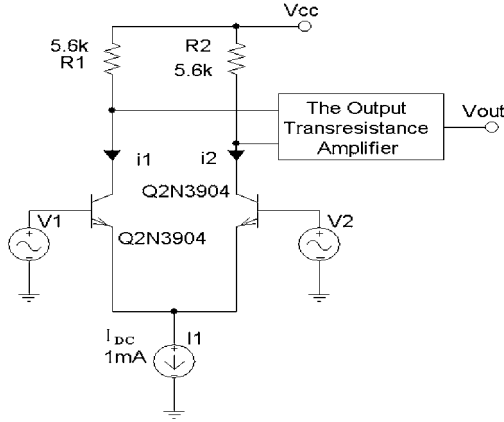 Vcc
5.6k
R1
R2
5.6k
The Output
Transresistance
Amplifier
Vout
i1
i2
Q2N3904
V1
V2
Q2N3904
IDC
I1
1mA